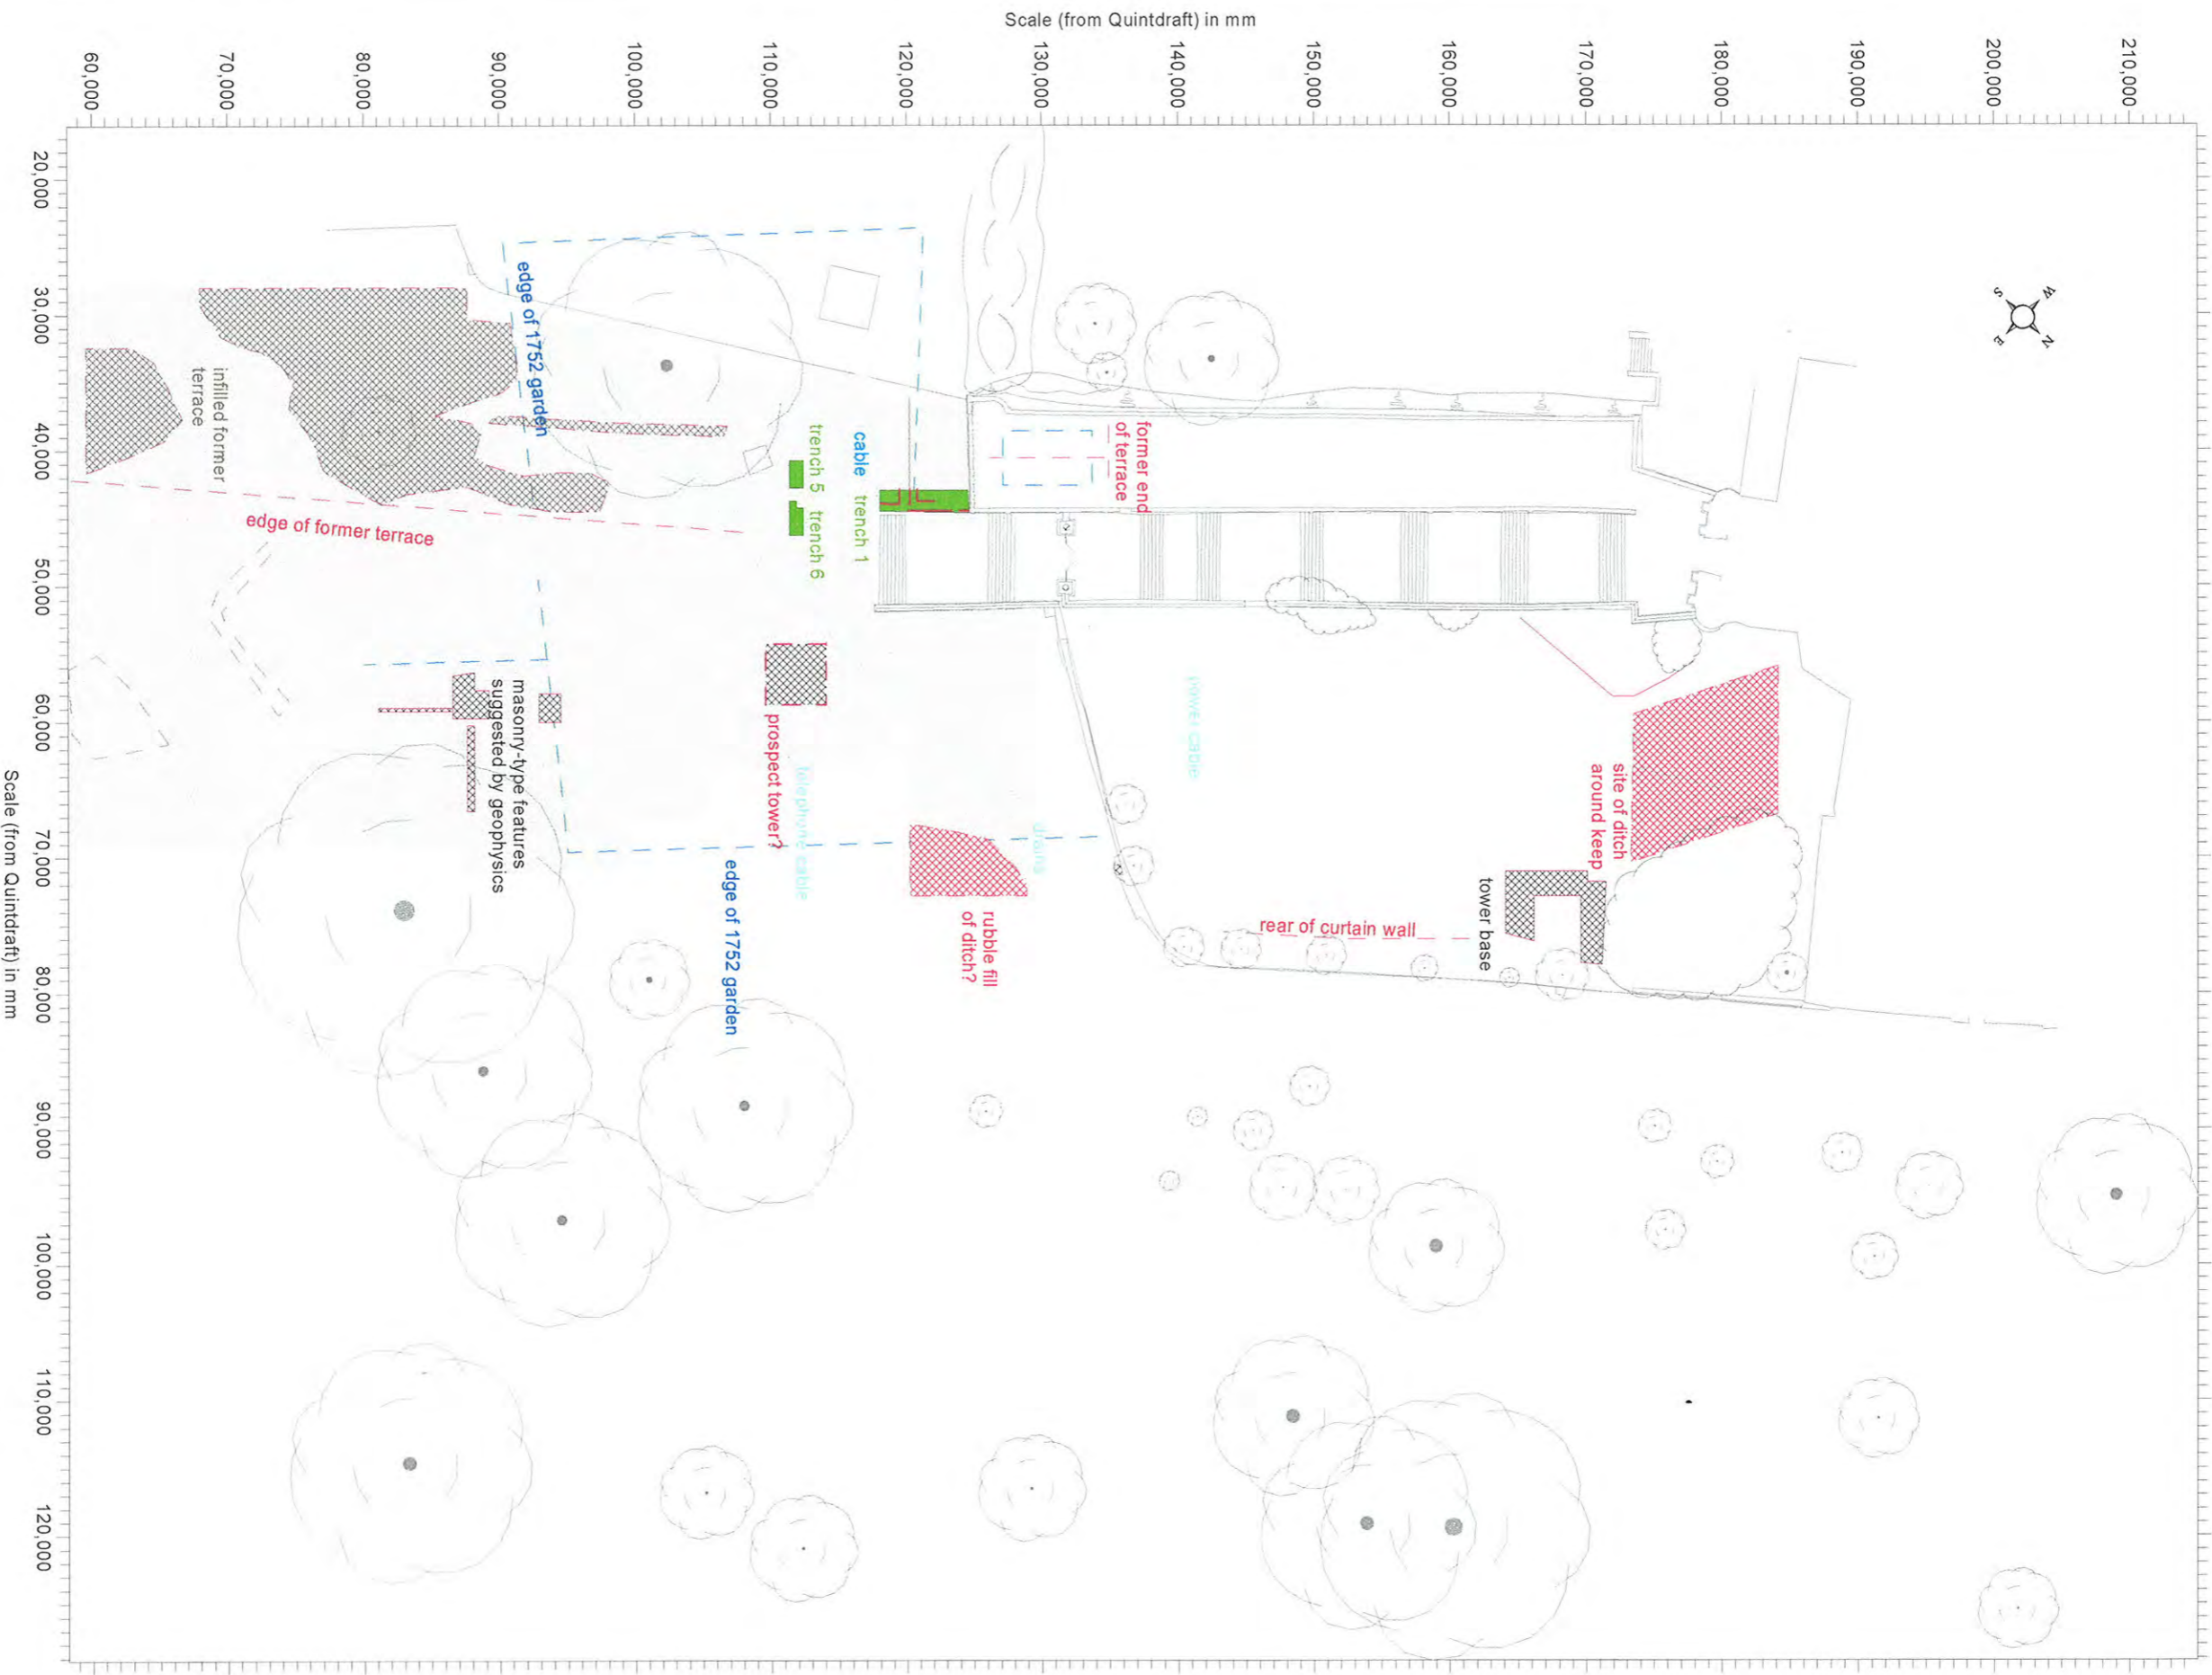 Scale (from Quintdraft) in mm
60,000
70,000
80,000
90,000
100,000
110,000
120,000
130,000
140,000
150,000
160,000
170,000
180,000
190,000
200,000
210,000
20,000
30,000
40,000
50,000
60,000
70,000
80,000
90,000
100,000
110,000
120,000
Scale (from Quintdraft) in mm
S
W
E
N
edge of 1752 garden
infilled former
terrace
edge of former terrace
trench 5
trench 6
cable
trench 1
former end
of terrace
masonry-type features
suggested by geophysics
prospect tower?
telephone cable
power cable
drains
edge of 1752 garden
rubble fill
of ditch?
site of ditch
around keep
tower base
rear of curtain wall